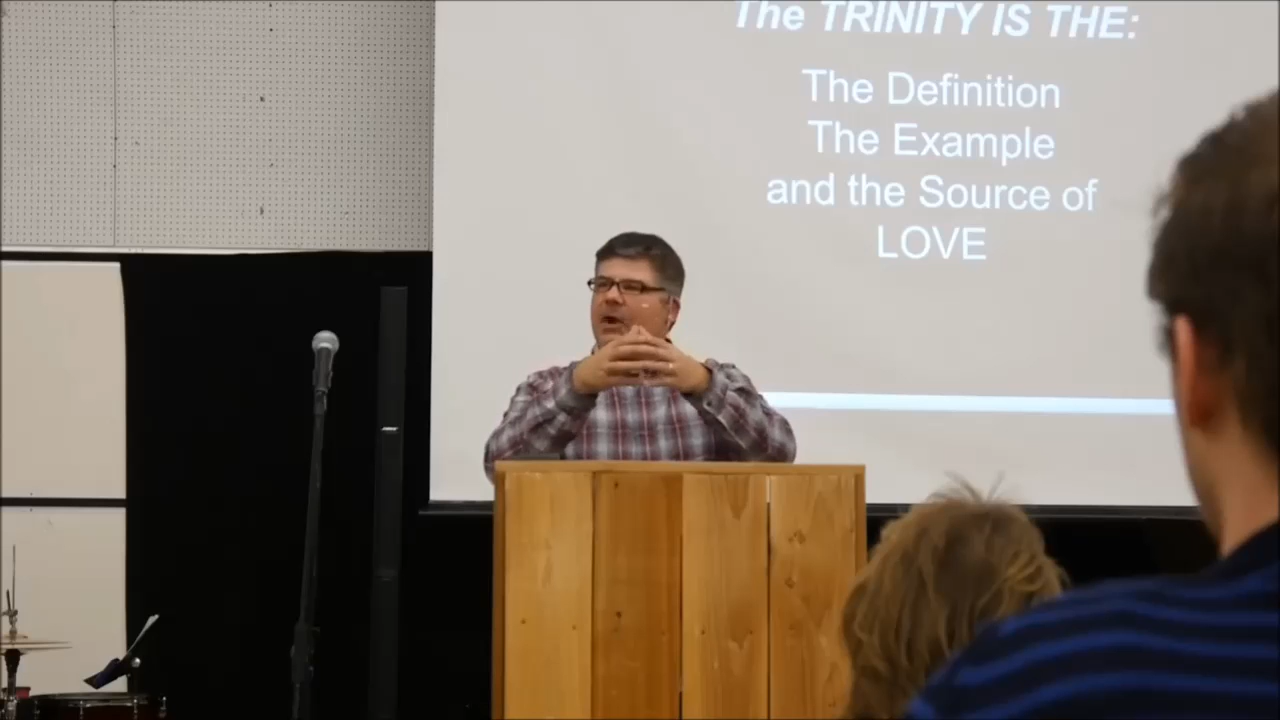 The TRINITY IS THE:
The Definition
The Example
and the Source of
LOVE